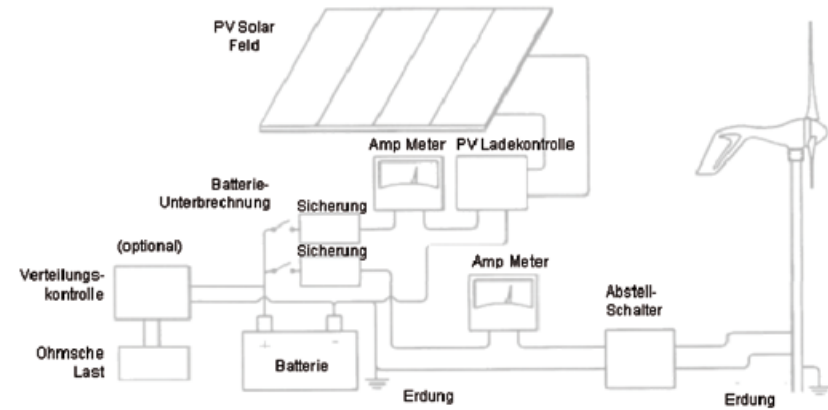 PV Solar
Feld
Amp Meter
PV Ladekontrolle
Batterie-
Unterbrechnung
Sicherung
(optional)
Sicherung
Verteilungs-
kontrolle
Amp Meter
Abstell-
Schalter
Ohmsche
Last
+
-
Batterie
Erdung
Erdung